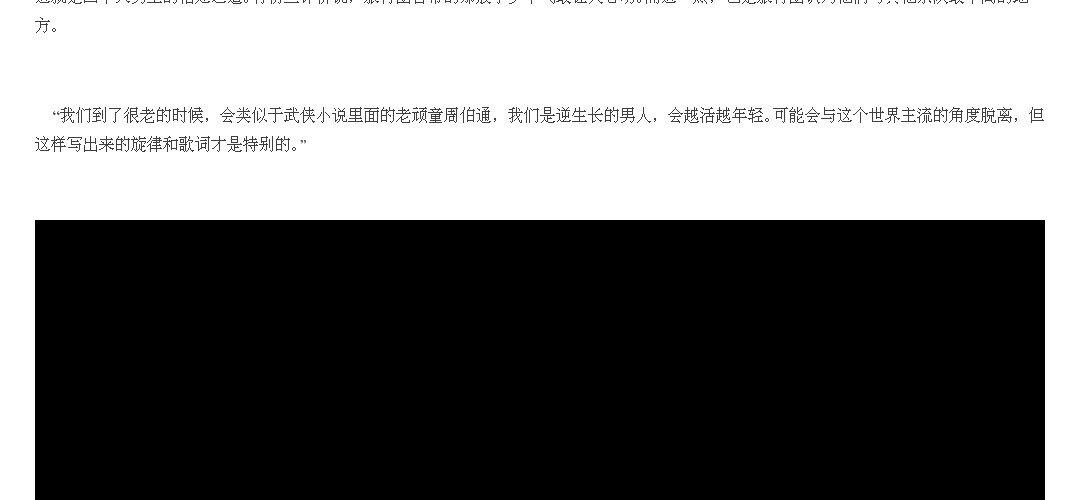 方。
“我们到了很老的时候，会类似于武侠小说里面的老顽童周伯通，我们是逆生长的男人，会越活越年轻。可能会与这个世界主流的角度脱离，但
这样写出来的旋律和歌词才是特别的。”